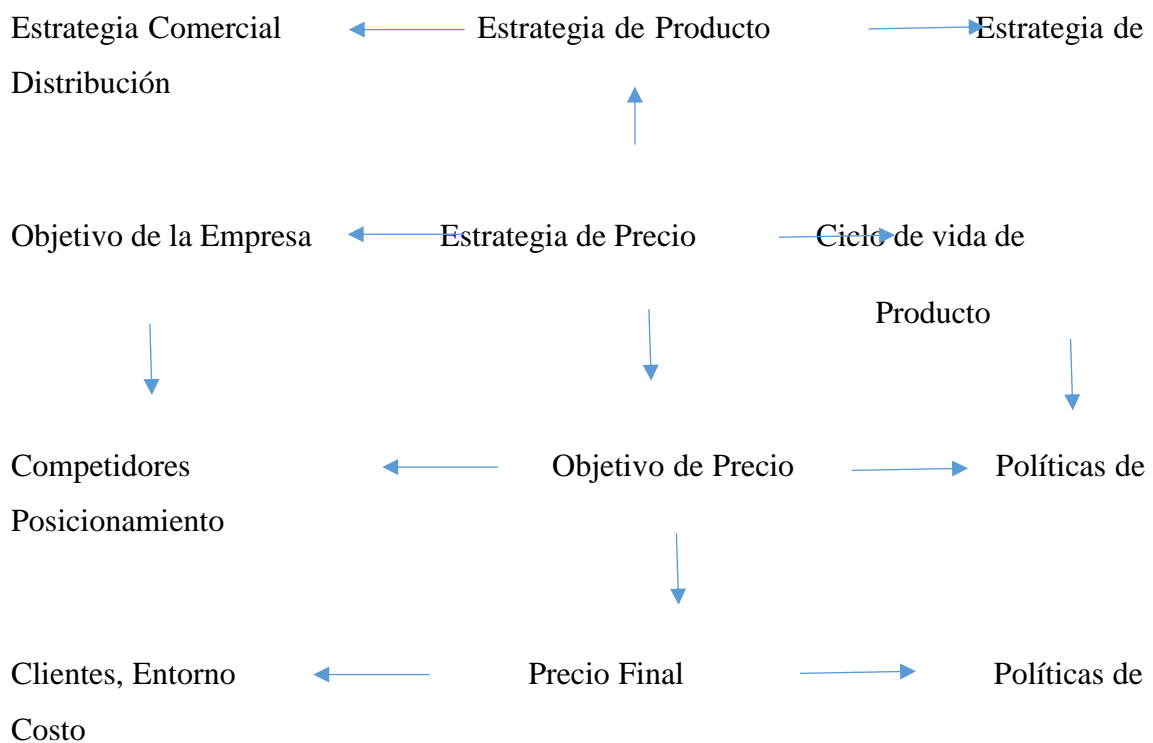 Estrategia Comercial Estrategia de Producto Estrategia de
Distribución
Objetivo de la Empresa Estrategia de Precio Ciclo de vida de
Producto
Competidores Objetivo de Precio Políticas de
Posicionamiento
Clientes, Entorno Precio Final Políticas de
Costo